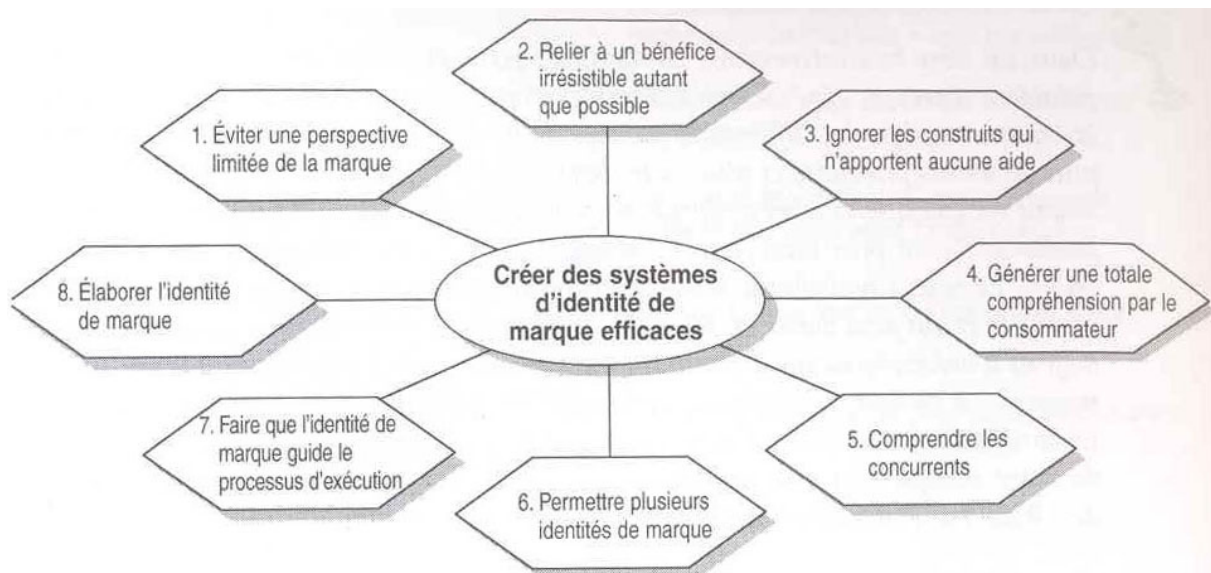 2. Relier à un bénéfice
irrésistible autant
que possible
1. Éviter une perspective
limitée de la marque
3. Ignorer les construits qui
n'apportent aucune aide
Créer des systèmes
d'identité de
marque efficaces
8. Élaborer l'identité
de marque
4. Générer une totale
compréhension par le
consommateur
7. Faire que l'identité de
marque guide le
processus d'exécution
5. Comprendre les
concurrents
6. Permettre plusieurs
identités de marque